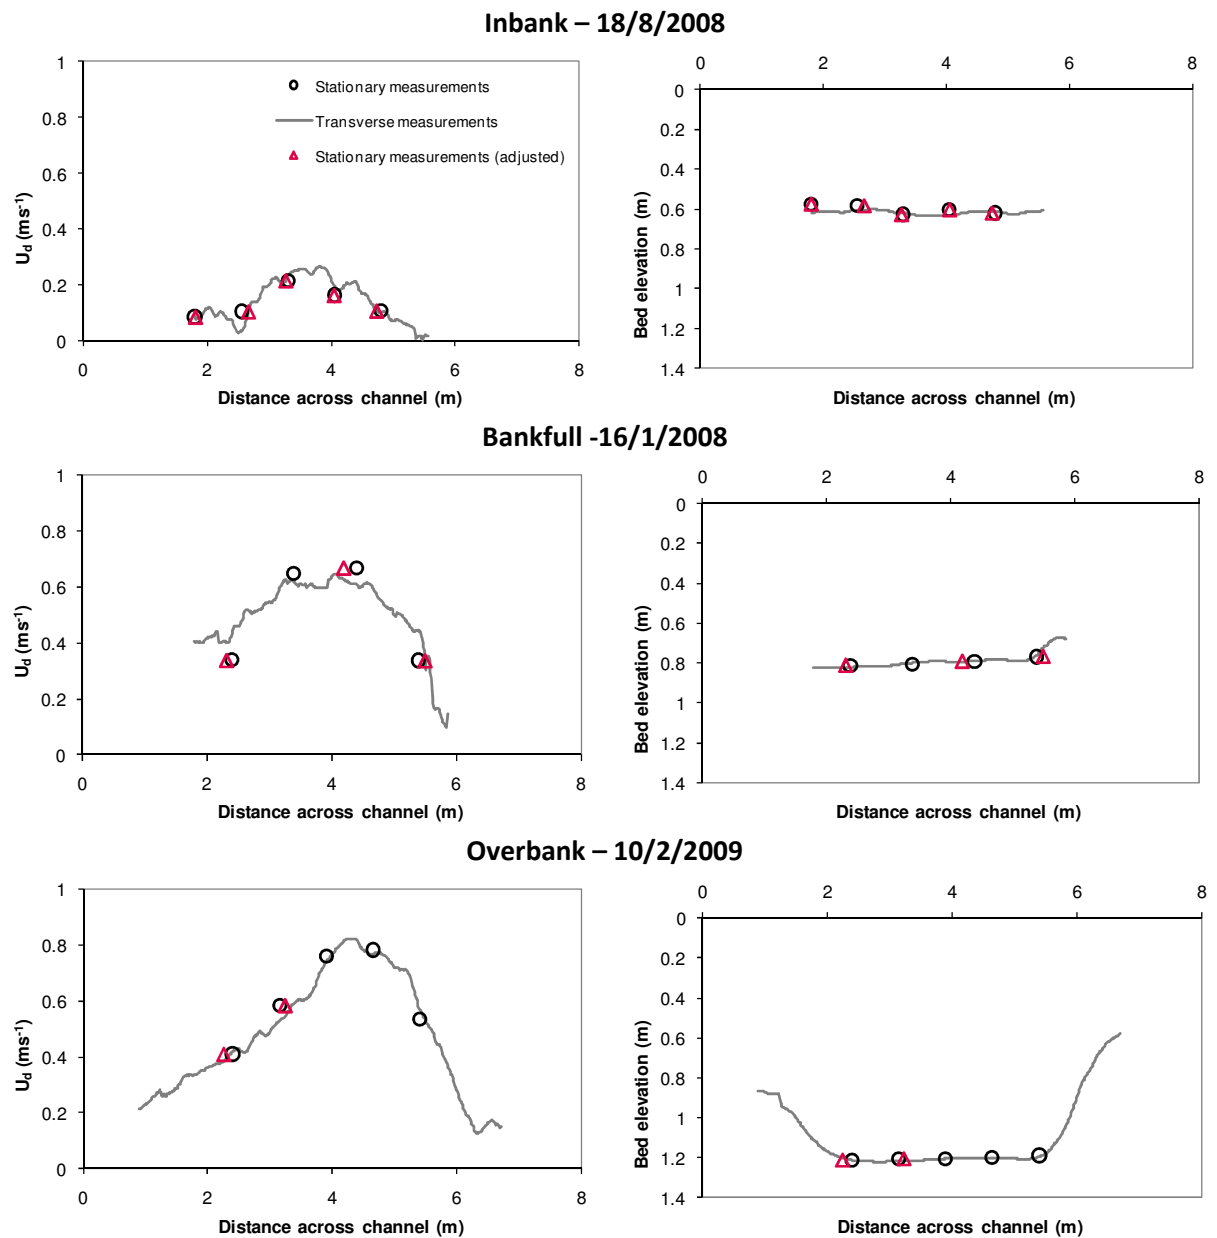 Inbank – 18/8/2008
1
0.8
0.6
0.4
0.2
0
0 2 4 6 8
U_d (ms⁻¹)
Distance across channel (m)
Stationary measurements
Transverse measurements
Stationary measurements (adjusted)
0 2 4 6 8
0
0.2
0.4
0.6
0.8
1
1.2
1.4
Bed elevation (m)
Distance across channel (m)
Bankfull -16/1/2008
1
0.8
0.6
0.4
0.2
0
0 2 4 6 8
U_d (ms⁻¹)
Distance across channel (m)
0 2 4 6 8
0
0.2
0.4
0.6
0.8
1
1.2
1.4
Bed elevation (m)
Distance across channel (m)
Overbank – 10/2/2009
1
0.8
0.6
0.4
0.2
0
0 2 4 6 8
U_d (ms⁻¹)
Distance across channel (m)
0 2 4 6 8
0
0.2
0.4
0.6
0.8
1
1.2
1.4
Bed elevation (m)
Distance across channel (m)